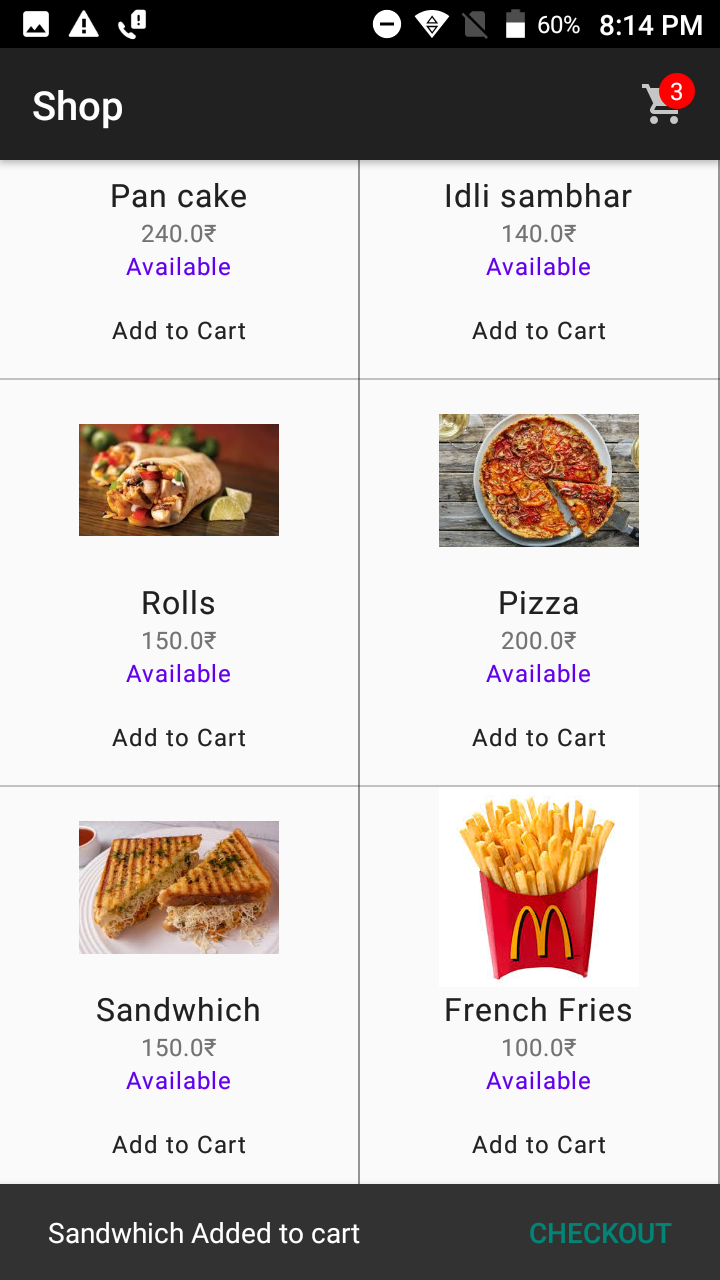 60% 8:14 PM
Shop
3
Pan cake
240.0₹
Available
Add to Cart
Idli sambhar
140.0₹
Available
Add to Cart
Rolls
150.0₹
Available
Add to Cart
Pizza
200.0₹
Available
Add to Cart
Sandwhich
150.0₹
Available
Add to Cart
French Fries
100.0₹
Available
Add to Cart
Sandwhich Added to cart
CHECKOUT